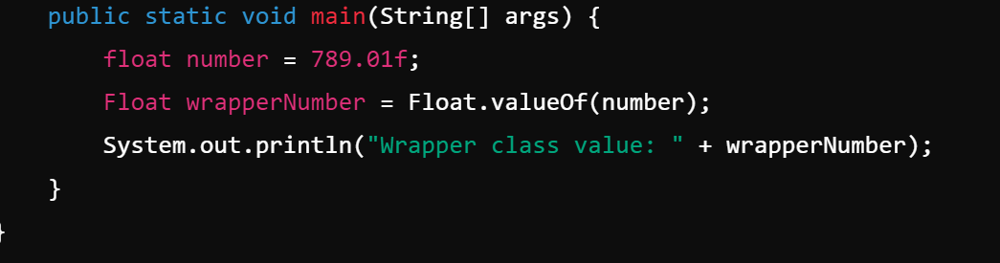 public static void main(String[] args) {
float number = 789.01f;
Float wrapperNumber = Float.valueOf(number);
System.out.println("Wrapper class value: " + wrapperNumber);
}
}